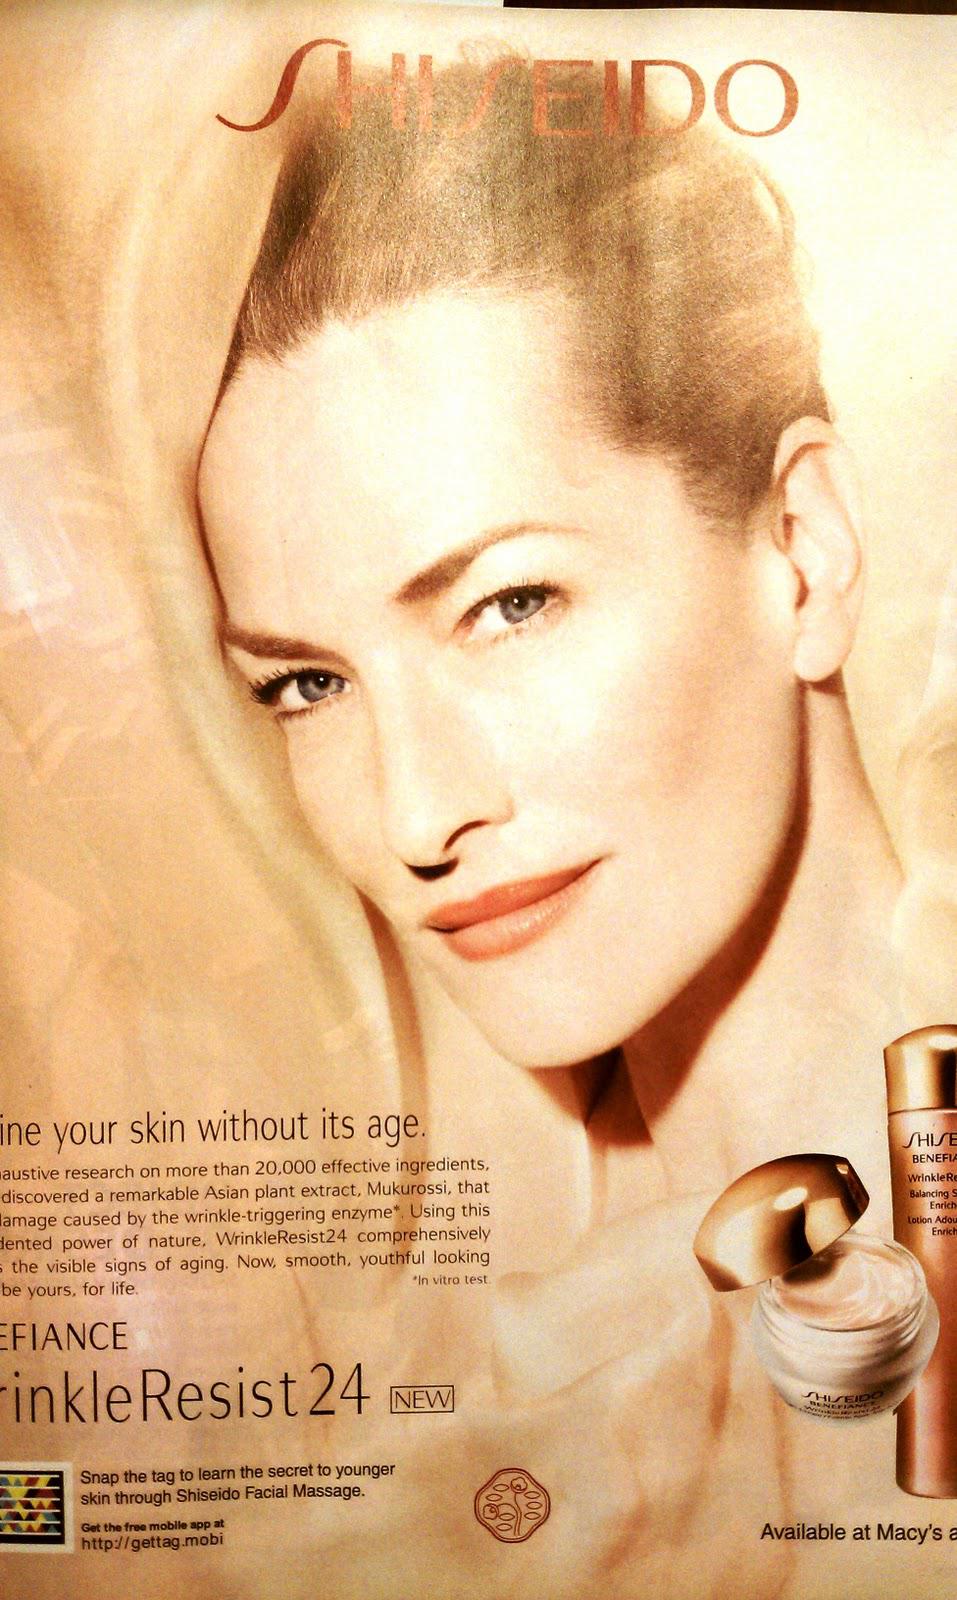 SHISEIDO
ine your skin without its age.
haustive research on more than 20,000 effective ingredients,
discovered a remarkable Asian plant extract, Mukurossi, that
damage caused by the wrinkle-triggering enzyme*. Using this
dented power of nature, WrinkleResist24 comprehensively
s the visible signs of aging. Now, smooth, youthful looking
be yours, for life.
*In vitro test.
EFIANCE
rinkleResist24 NEW
Snap the tag to learn the secret to younger
skin through Shiseido Facial Massage.
Get the free mobile app at
http://gettag.mobi
SHISE
BENEFIA
WrinkleRe
Balancing S
Enrich
Lotion Adou
Enrich
SHISEIDO
BENEFIANCE
WrinkleResist24
Available at Macy's a